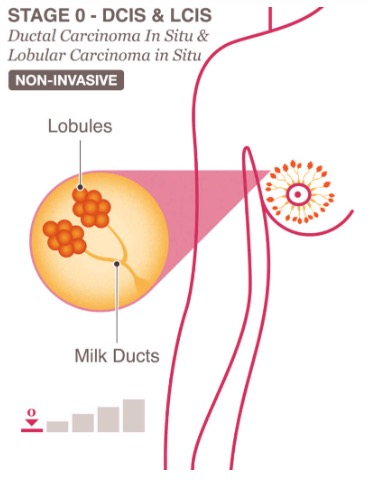 STAGE 0 - DCIS & LCIS
Ductal Carcinoma In Situ &
Lobular Carcinoma in Situ
NON-INVASIVE
Lobules
Milk Ducts
0